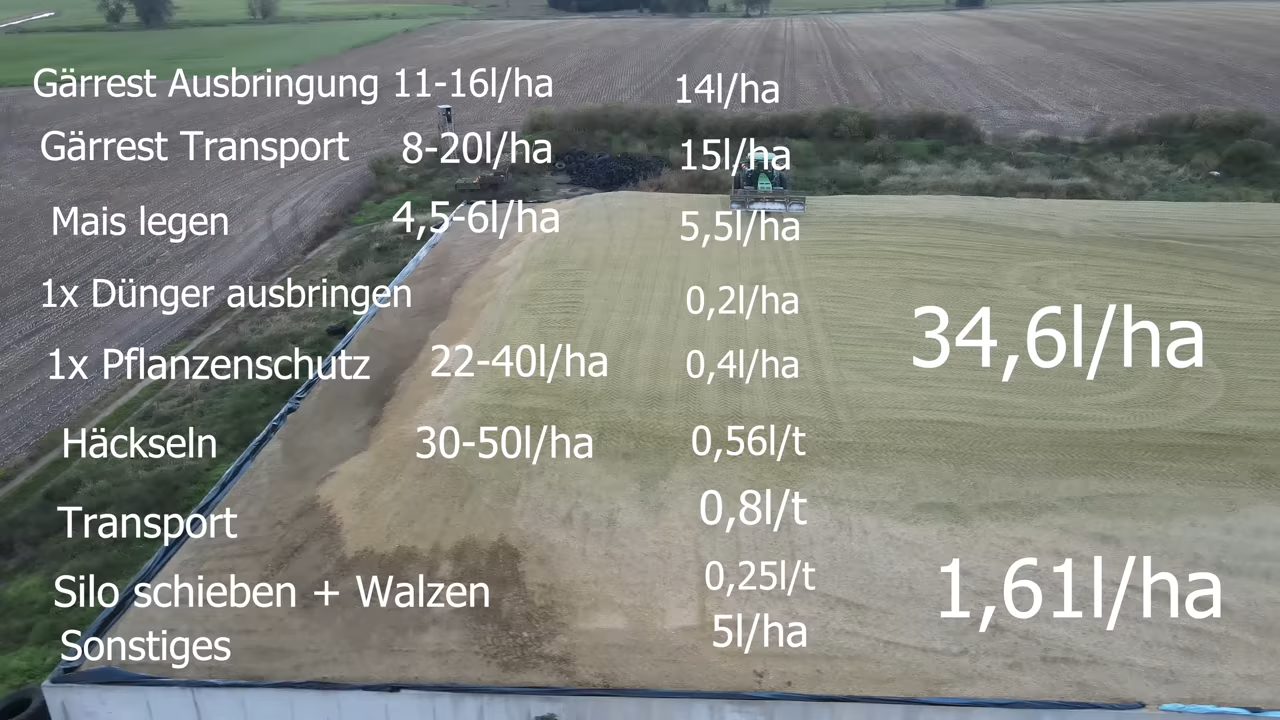 Gärrest Ausbringung 11-16l/ha 14l/ha
Gärrest Transport 8-20l/ha 15l/ha
Mais legen 4,5-6l/ha 5,5l/ha
1x Dünger ausbringen 0,2l/ha
34,6l/ha
1x Pflanzenschutz 22-40l/ha 0,4l/ha
Häckseln 30-50l/ha 0,56l/t
Transport 0,8l/t
Silo schieben + Walzen 0,25l/t
1,61l/ha
Sonstiges 5l/ha